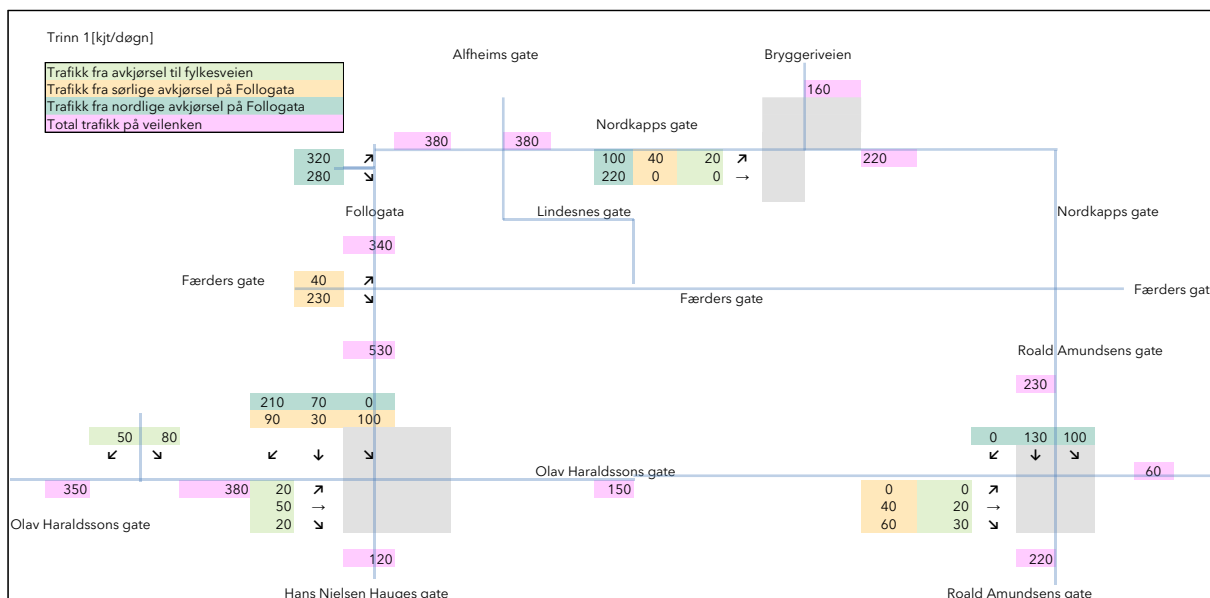 Trinn 1[kjt/døgn]
Alfheims gate
Bryggeriveien
Trafikk fra avkjørsel til fylkesveien
Trafikk fra sørlige avkjørsel på Follogata
Trafikk fra nordlige avkjørsel på Follogata
Total trafikk på veilenken
160
Nordkapps gate
380 380
320 ↗ 100 40 20 ↗ 220
280 ↘ 220 0 0 →
Follogata Lindesnes gate Nordkapps gate
340
Færders gate 40 ↗ Færders gat
230 ↘ Færders gate
530 Roald Amundsens gate
230
210 70 0
90 30 100
50 80 0 130 100
↙ ↘ ↙ ↓ ↘ ↙ ↓ ↘
Olav Haraldssons gate 60
350 380 20 ↗ 150 0 0 ↗
50 → 40 20 →
Olav Haraldssons gate 20 ↘ 60 30 ↘
120 220
Hans Nielsen Hauges gate Roald Amundsens gate